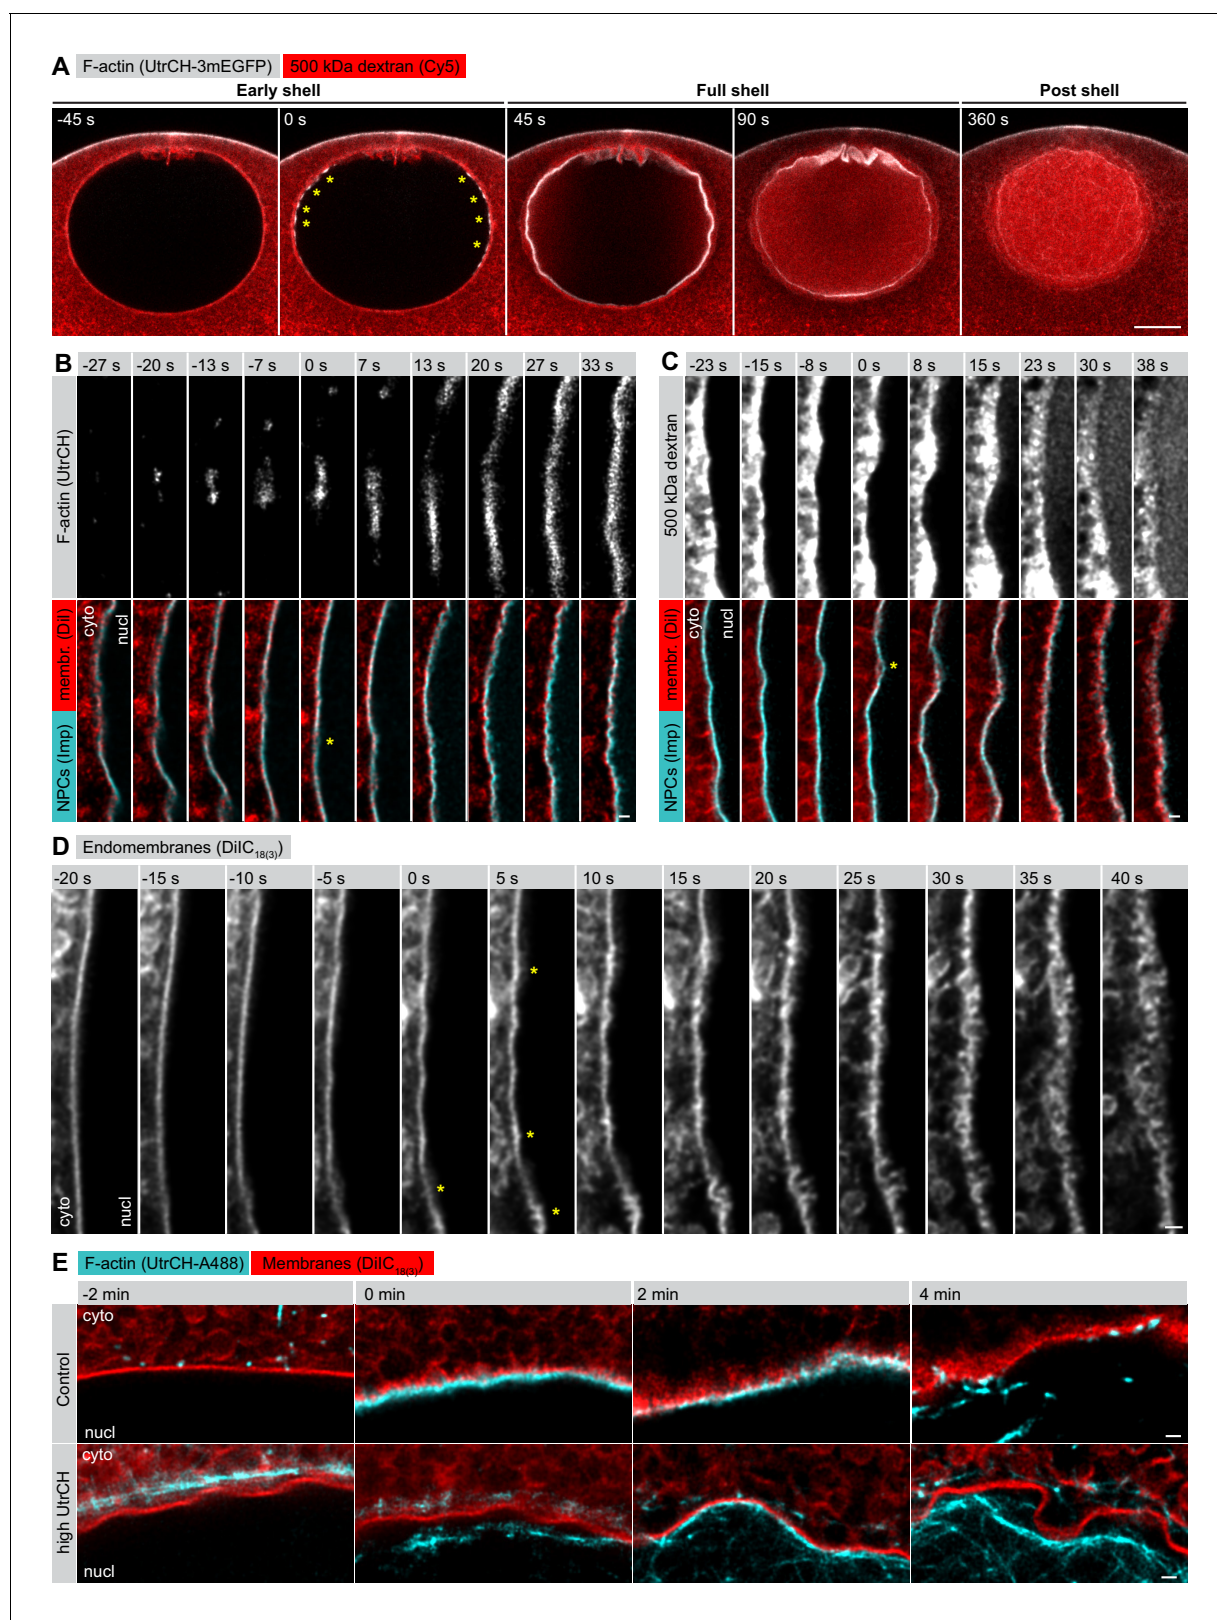 A F-actin (UtrCH-3mEGFP) 500 kDa dextran (Cy5)
Early shell Full shell Post shell
-45 s 0 s 45 s 90 s 360 s
* * * * * * * *
B -27 s -20 s -13 s -7 s 0 s 7 s 13 s 20 s 27 s 33 s
F-actin (UtrCH)
NPCs (Imp) membr. (DiI)
cyto
nucl
*
C -23 s -15 s -8 s 0 s 8 s 15 s 23 s 30 s 38 s
500 kDa dextran
NPCs (Imp) membr. (DiI)
cyto
nucl
*
D Endomembranes (DiIC18(3))
-20 s -15 s -10 s -5 s 0 s 5 s 10 s 15 s 20 s 25 s 30 s 35 s 40 s
* * * *
cyto
nucl
E F-actin (UtrCH-A488) Membranes (DiIC18(3))
-2 min 0 min 2 min 4 min
Control
cyto
nucl
high UtrCH
cyto
nucl